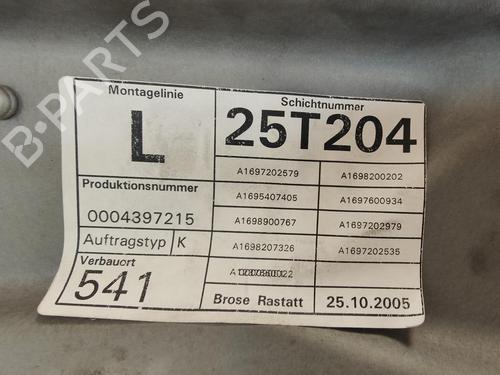 B-PARTS
Montagelinie
L
Schichtnummer
25T204
Produktionsnummer
0004397215
Auftragstyp K
Verbauort
541
A1697202579 A1698200202
A1695407405 A1697600934
A1698900767 A1697202979
A1698207326 A1697202535
Brose Rastatt 25.10.2005